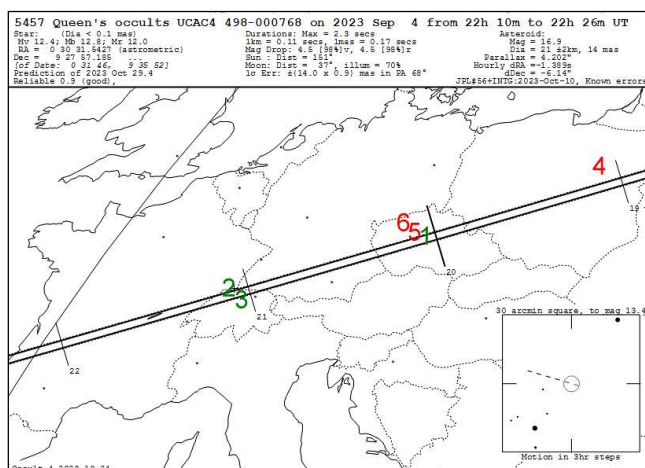 5457 Queen's occults UCAC4 498-000768 on 2023 Sep 4 from 22h 10m to 22h 26m UT
Star: (Dia < 0.1 mas)
Mv 12.4; Mb 12.8; Mr 12.0
RA = 0 30 31.5427 (astrometric)
Dec = 9 27 57.185 ...
[of Date: 0 31 46, 9 35 52]
Prediction of 2023 Oct 29.4
Reliable 0.9 (good),
Durations: Max = 2.3 secs
1km = 0.11 secs, 1mas = 0.17 secs
Mag Drop: 4.5 [98%]v, 4.5 [98%]r
Sun : Dist = 151°
Moon: Dist = 37°, illum = 70%
1σ Err: ±(14.0 x 0.9) mas in PA 68°
Asteroid:
Mag = 16.9
Dia = 21 ±2km, 14 mas
Parallax = 4.202"
Hourly dRA =-1.389s
dDec = -6.14"
JPL#56+INTG:2023-Oct-10, Known errors
4
19
6
5
1
20
2
3
21
22
30 arcmin square, to mag 13.4
Motion in 3hr steps